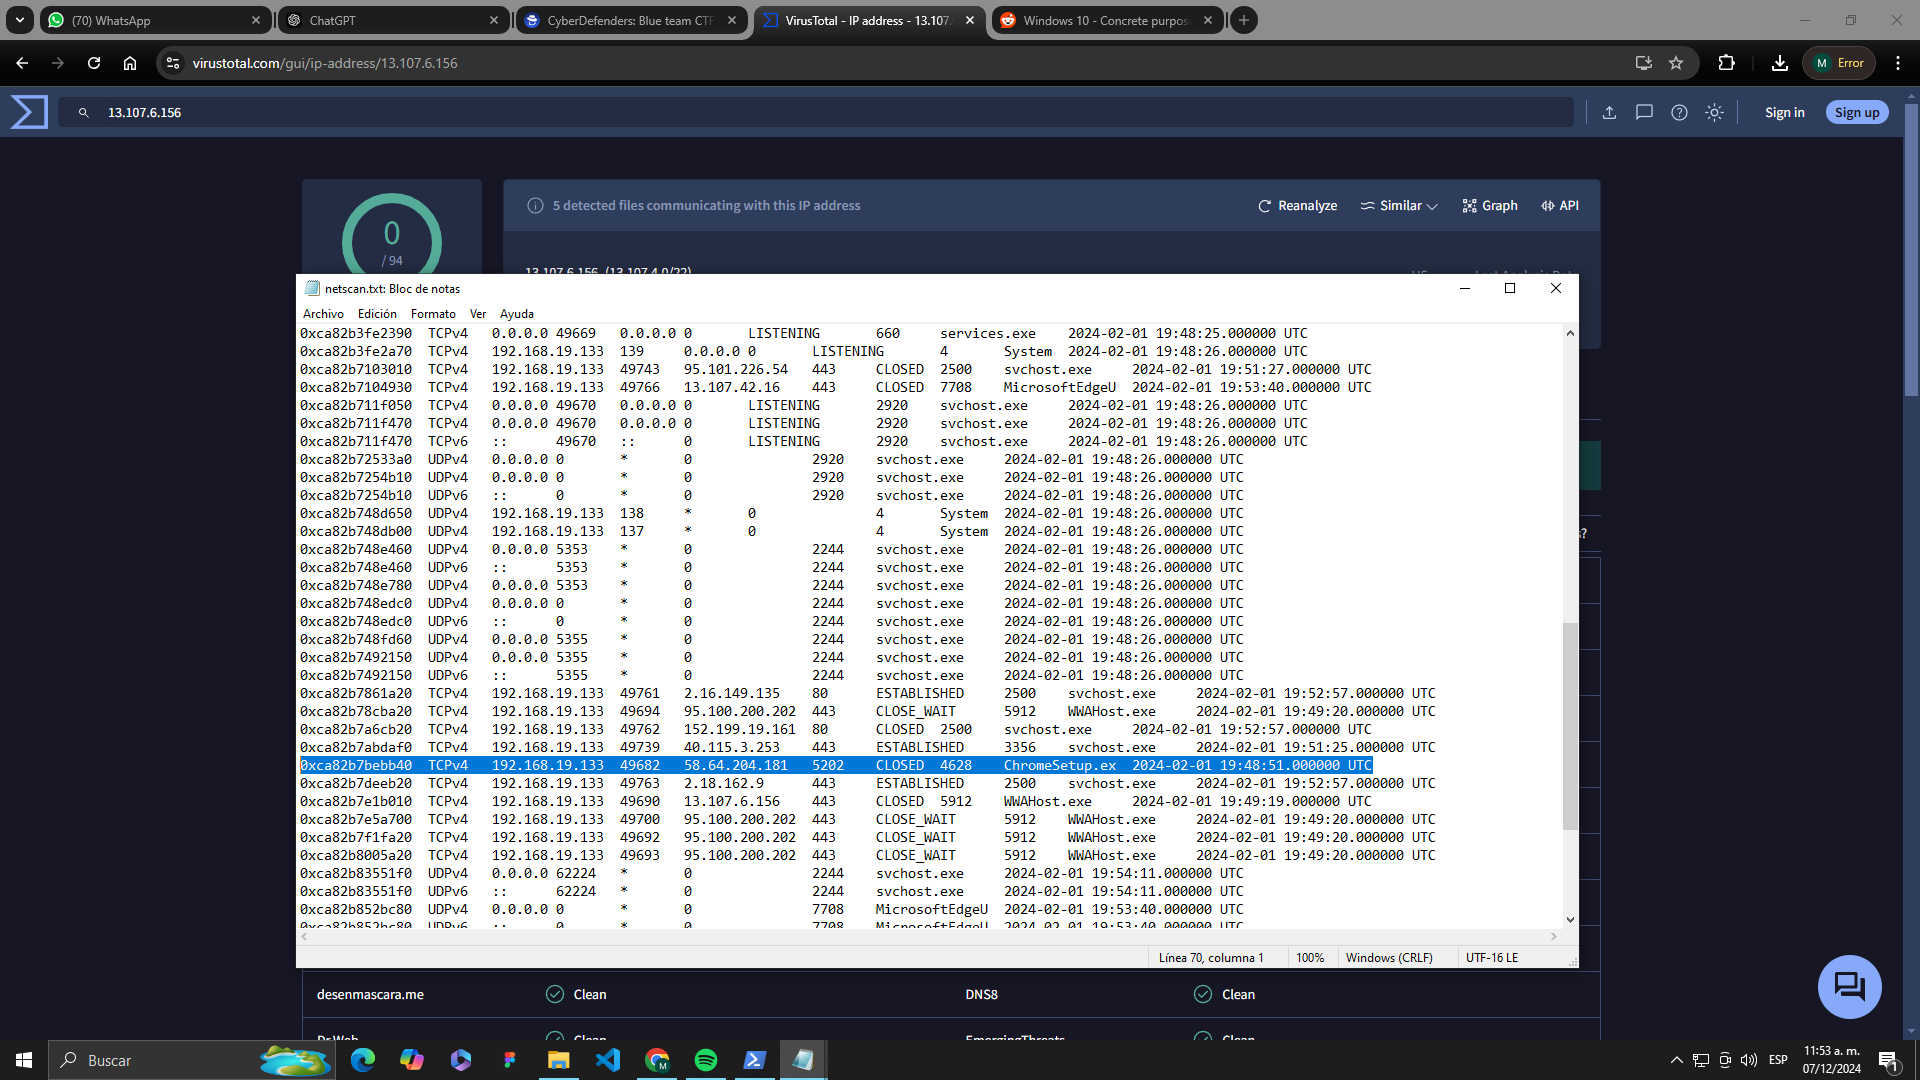 (70) WhatsApp
ChatGPT
CyberDefenders: Blue team CTF
VirusTotal - IP address - 13.107.
Windows 10 - Concrete purpos
virustotal.com/gui/ip-address/13.107.6.156
M Error
13.107.6.156
Sign in
Sign up
0
/ 94
5 detected files communicating with this IP address
Reanalyze
Similar
Graph
API
13.107.6.156 (13.107.4.0/22)
netscan.txt: Bloc de notas
Archivo Edición Formato Ver Ayuda
0xca82b3fe2390 TCPv4 0.0.0.0 49669 0.0.0.0 0 LISTENING 660 services.exe 2024-02-01 19:48:25.000000 UTC
0xca82b3fe2a70 TCPv4 192.168.19.133 139 0.0.0.0 0 LISTENING 4 System 2024-02-01 19:48:26.000000 UTC
0xca82b7103010 TCPv4 192.168.19.133 49743 95.101.226.54 443 CLOSED 2500 svchost.exe 2024-02-01 19:51:27.000000 UTC
0xca82b7104930 TCPv4 192.168.19.133 49766 13.107.42.16 443 CLOSED 7708 MicrosoftEdgeU 2024-02-01 19:53:40.000000 UTC
0xca82b711f050 TCPv4 0.0.0.0 49670 0.0.0.0 0 LISTENING 2920 svchost.exe 2024-02-01 19:48:26.000000 UTC
0xca82b711f470 TCPv4 0.0.0.0 49670 0.0.0.0 0 LISTENING 2920 svchost.exe 2024-02-01 19:48:26.000000 UTC
0xca82b711f470 TCPv6 :: 49670 :: 0 LISTENING 2920 svchost.exe 2024-02-01 19:48:26.000000 UTC
0xca82b72533a0 UDPv4 0.0.0.0 0 * 0 2920 svchost.exe 2024-02-01 19:48:26.000000 UTC
0xca82b7254b10 UDPv4 0.0.0.0 0 * 0 2920 svchost.exe 2024-02-01 19:48:26.000000 UTC
0xca82b7254b10 UDPv6 :: 0 * 0 2920 svchost.exe 2024-02-01 19:48:26.000000 UTC
0xca82b748d650 UDPv4 192.168.19.133 138 * 0 4 System 2024-02-01 19:48:26.000000 UTC
0xca82b748db00 UDPv4 192.168.19.133 137 * 0 4 System 2024-02-01 19:48:26.000000 UTC
0xca82b748e460 UDPv4 0.0.0.0 5353 * 0 2244 svchost.exe 2024-02-01 19:48:26.000000 UTC
0xca82b748e460 UDPv6 :: 5353 * 0 2244 svchost.exe 2024-02-01 19:48:26.000000 UTC
0xca82b748e780 UDPv4 0.0.0.0 5353 * 0 2244 svchost.exe 2024-02-01 19:48:26.000000 UTC
0xca82b748edc0 UDPv4 0.0.0.0 0 * 0 2244 svchost.exe 2024-02-01 19:48:26.000000 UTC
0xca82b748edc0 UDPv6 :: 0 * 0 2244 svchost.exe 2024-02-01 19:48:26.000000 UTC
0xca82b748fd60 UDPv4 0.0.0.0 5355 * 0 2244 svchost.exe 2024-02-01 19:48:26.000000 UTC
0xca82b7492150 UDPv4 0.0.0.0 5355 * 0 2244 svchost.exe 2024-02-01 19:48:26.000000 UTC
0xca82b7492150 UDPv6 :: 5355 * 0 2244 svchost.exe 2024-02-01 19:48:26.000000 UTC
0xca82b7861a20 TCPv4 192.168.19.133 49761 2.16.149.135 80 ESTABLISHED 2500 svchost.exe 2024-02-01 19:52:57.000000 UTC
0xca82b78cba20 TCPv4 192.168.19.133 49694 95.100.200.202 443 CLOSE_WAIT 5912 WWAHost.exe 2024-02-01 19:49:20.000000 UTC
0xca82b7a6cb20 TCPv4 192.168.19.133 49762 152.199.19.161 80 CLOSED 2500 svchost.exe 2024-02-01 19:52:57.000000 UTC
0xca82b7abdaf0 TCPv4 192.168.19.133 49739 40.115.3.253 443 ESTABLISHED 3356 svchost.exe 2024-02-01 19:51:25.000000 UTC
0xca82b7bebb40 TCPv4 192.168.19.133 49682 58.64.204.181 5202 CLOSED 4628 ChromeSetup.ex 2024-02-01 19:48:51.000000 UTC
0xca82b7deeb20 TCPv4 192.168.19.133 49763 2.18.162.9 443 ESTABLISHED 2500 svchost.exe 2024-02-01 19:52:57.000000 UTC
0xca82b7e1b010 TCPv4 192.168.19.133 49690 13.107.6.156 443 CLOSED 5912 WWAHost.exe 2024-02-01 19:49:19.000000 UTC
0xca82b7e5a700 TCPv4 192.168.19.133 49700 95.100.200.202 443 CLOSE_WAIT 5912 WWAHost.exe 2024-02-01 19:49:20.000000 UTC
0xca82b7f1fa20 TCPv4 192.168.19.133 49692 95.100.200.202 443 CLOSE_WAIT 5912 WWAHost.exe 2024-02-01 19:49:20.000000 UTC
0xca82b8005a20 TCPv4 192.168.19.133 49693 95.100.200.202 443 CLOSE_WAIT 5912 WWAHost.exe 2024-02-01 19:49:20.000000 UTC
0xca82b83551f0 UDPv4 0.0.0.0 62224 * 0 2244 svchost.exe 2024-02-01 19:54:11.000000 UTC
0xca82b83551f0 UDPv6 :: 62224 * 0 2244 svchost.exe 2024-02-01 19:54:11.000000 UTC
0xca82b852bc80 UDPv4 0.0.0.0 0 * 0 7708 MicrosoftEdgeU 2024-02-01 19:53:40.000000 UTC
0xca82b852bc80 UDPv6 :: 0 * 0 7708 MicrosoftEdgeU 2024-02-01 19:53:40.000000 UTC
s?
Línea 70, columna 1
100%
Windows (CRLF)
UTF-16 LE
desenmascara.me Clean DNS8 Clean
Dr.Web Clean EmergingThreats Clean
Buscar
ESP
11:53 a. m.
07/12/2024
1